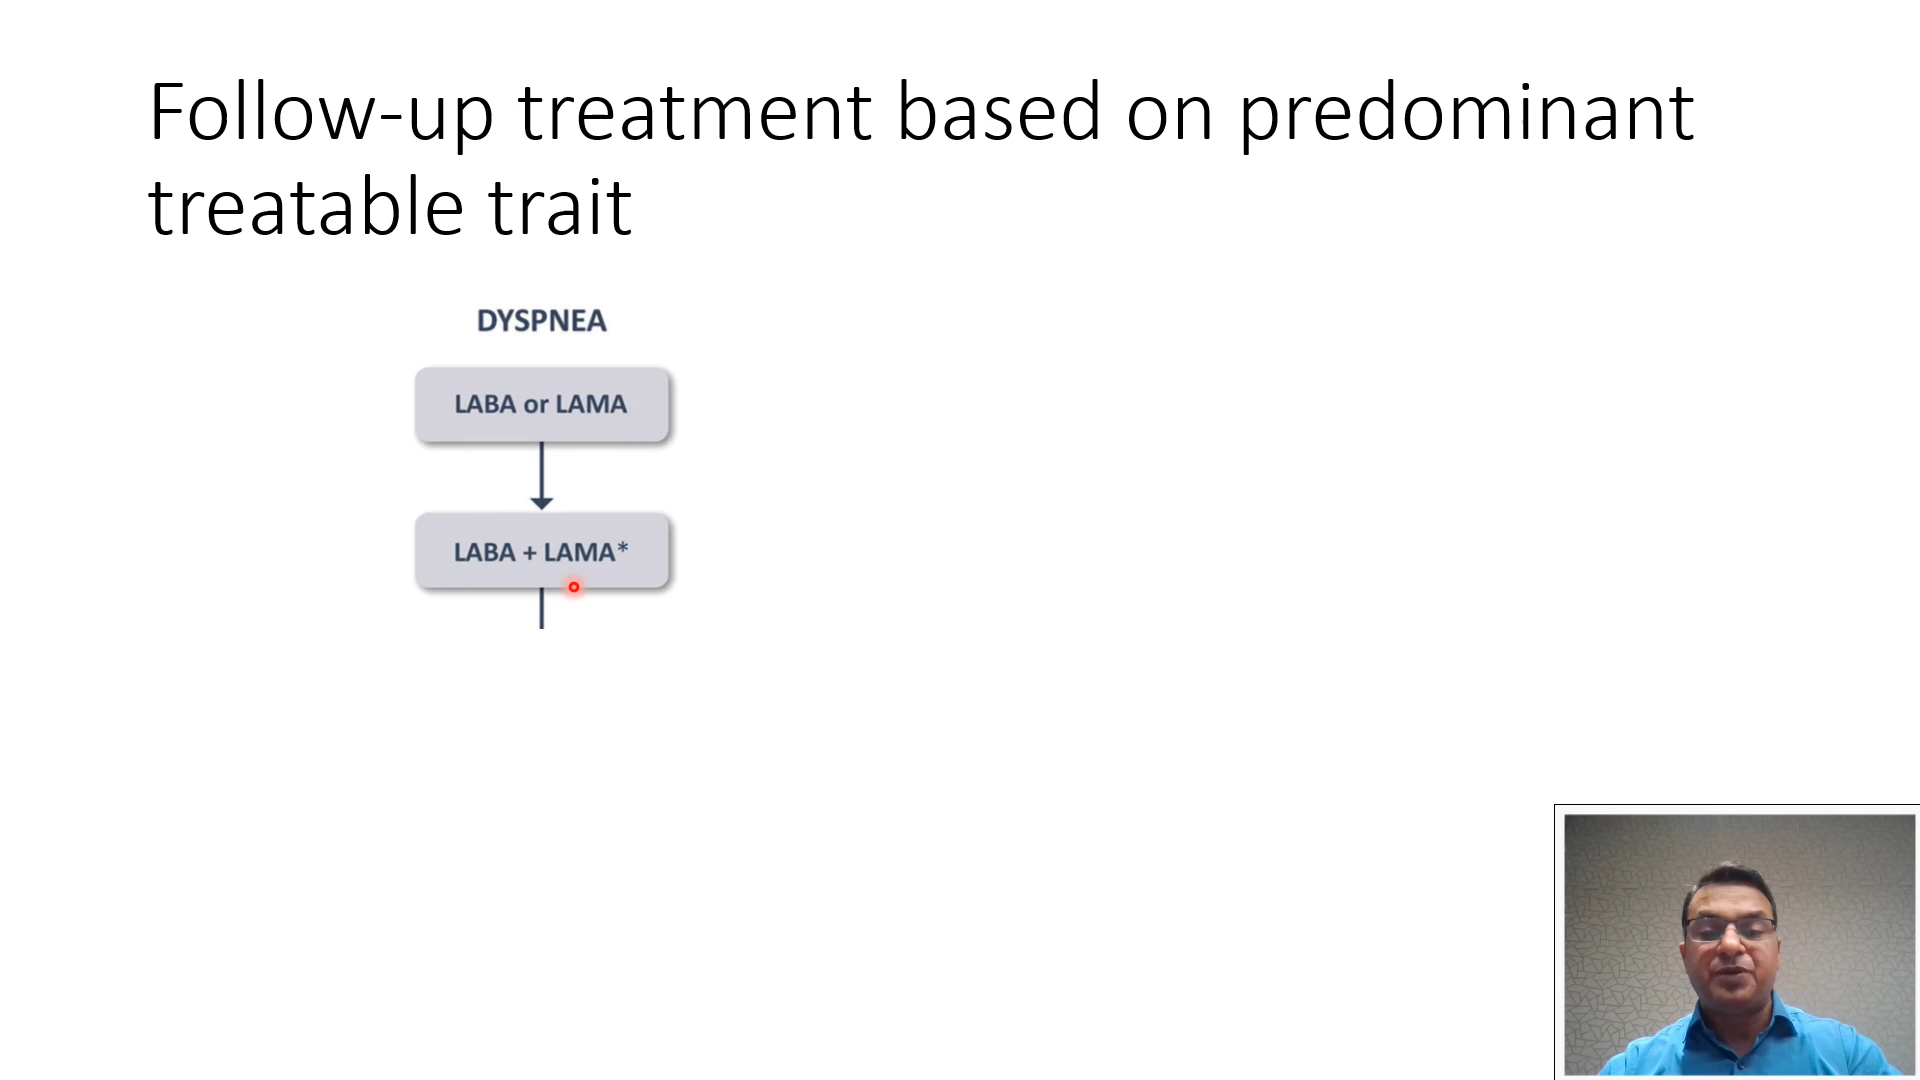 Follow-up treatment based on predominant
treatable trait
DYSPNEA
LABA or LAMA
LABA + LAMA*